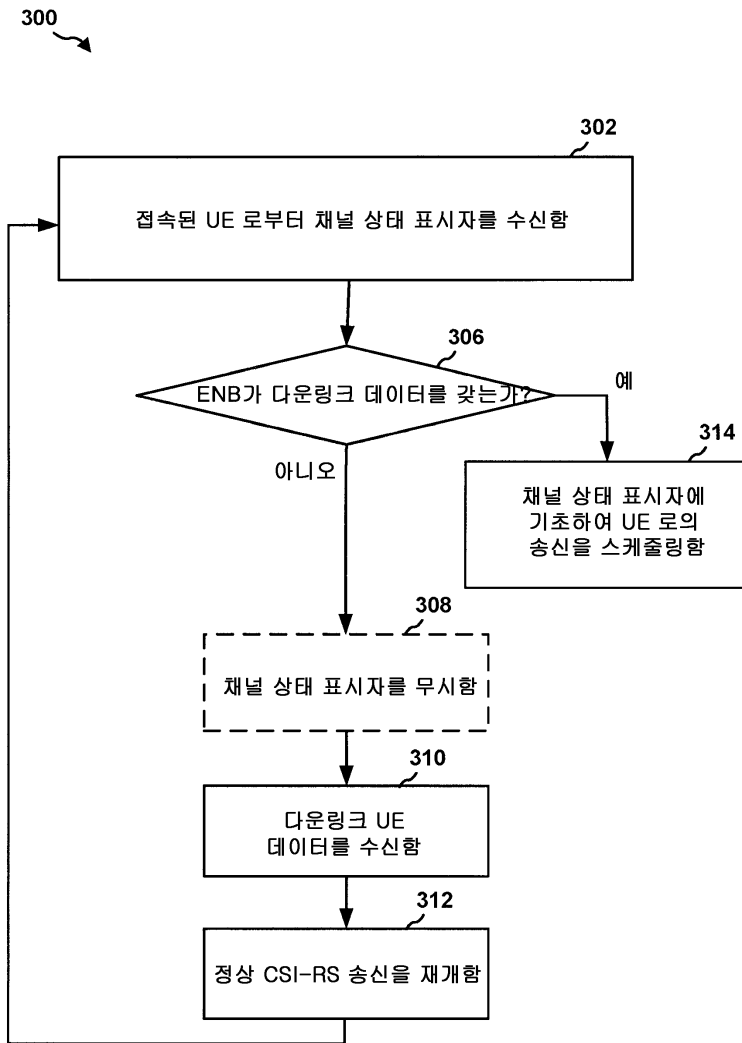 300
302
접속된 UE 로부터 채널 상태 표시자를 수신함
306
ENB가 다운링크 데이터를 갖는가?
예
아니오
314
채널 상태 표시자에
기초하여 UE 로의
송신을 스케줄링함
308
채널 상태 표시자를 무시함
310
다운링크 UE
데이터를 수신함
312
정상 CSI-RS 송신을 재개함